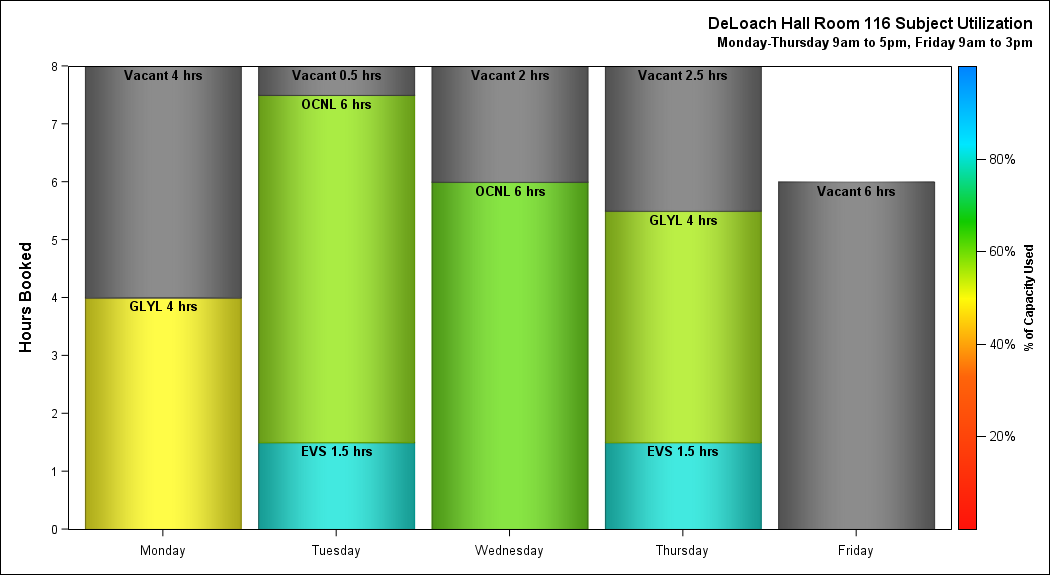 DeLoach Hall Room 116 Subject Utilization
Monday-Thursday 9am to 5pm, Friday 9am to 3pm
Hours Booked
8
7
6
5
4
3
2
1
0
Vacant 4 hrs
GLYL 4 hrs
Vacant 0.5 hrs
OCNL 6 hrs
EVS 1.5 hrs
Vacant 2 hrs
OCNL 6 hrs
Vacant 2.5 hrs
GLYL 4 hrs
EVS 1.5 hrs
Vacant 6 hrs
Monday
Tuesday
Wednesday
Thursday
Friday
80%
60%
40%
20%
% of Capacity Used